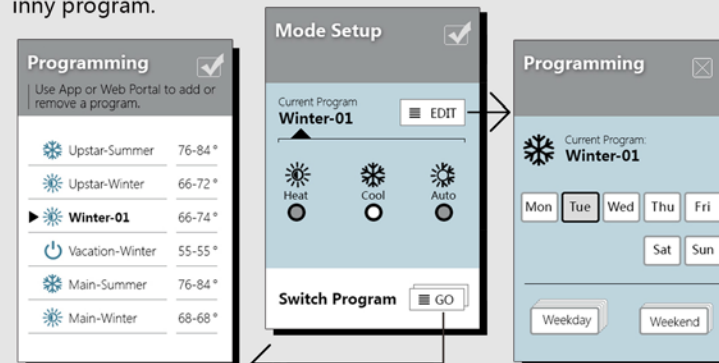 inny program.
Programming
Use App or Web Portal to add or
remove a program.
Upstar-Summer 76-84°
Upstar-Winter 66-72°
Winter-01 66-74°
Vacation-Winter 55-55°
Main-Summer 76-84°
Main-Winter 68-68°
Mode Setup
Current Program
Winter-01
EDIT
Heat Cool Auto
Switch Program GO
Programming
Current Program:
Winter-01
Mon Tue Wed Thu Fri
Sat Sun
Weekday Weekend